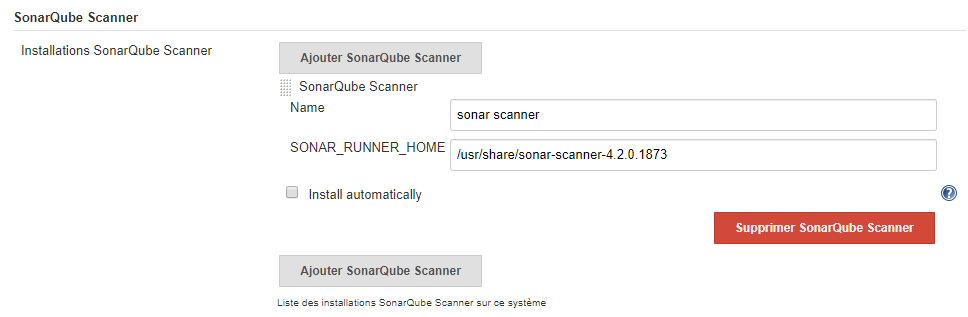 SonarQube Scanner
Installations SonarQube Scanner
Ajouter SonarQube Scanner
SonarQube Scanner
Name
sonar scanner
SONAR_RUNNER_HOME
/usr/share/sonar-scanner-4.2.0.1873
Install automatically
?
Supprimer SonarQube Scanner
Ajouter SonarQube Scanner
Liste des installations SonarQube Scanner sur ce système